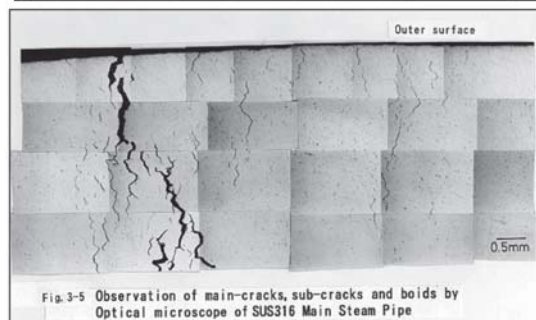 Outer surface
0.5mm
Fig. 3-5 Observation of main-cracks, sub-cracks and boids by
Optical microscope of SUS316 Main Steam Pipe